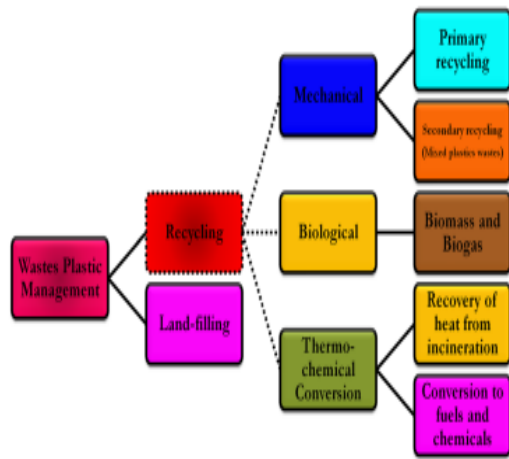 Wastes Plastic
Management
Recycling
Land-filling
Mechanical
Biological
Thermo-
chemical
Conversion
Primary
recycling
Secondary recycling
(Mixed plastics wastes)
Biomass and
Biogas
Recovery of
heat from
incineration
Conversion to
fuels and
chemicals